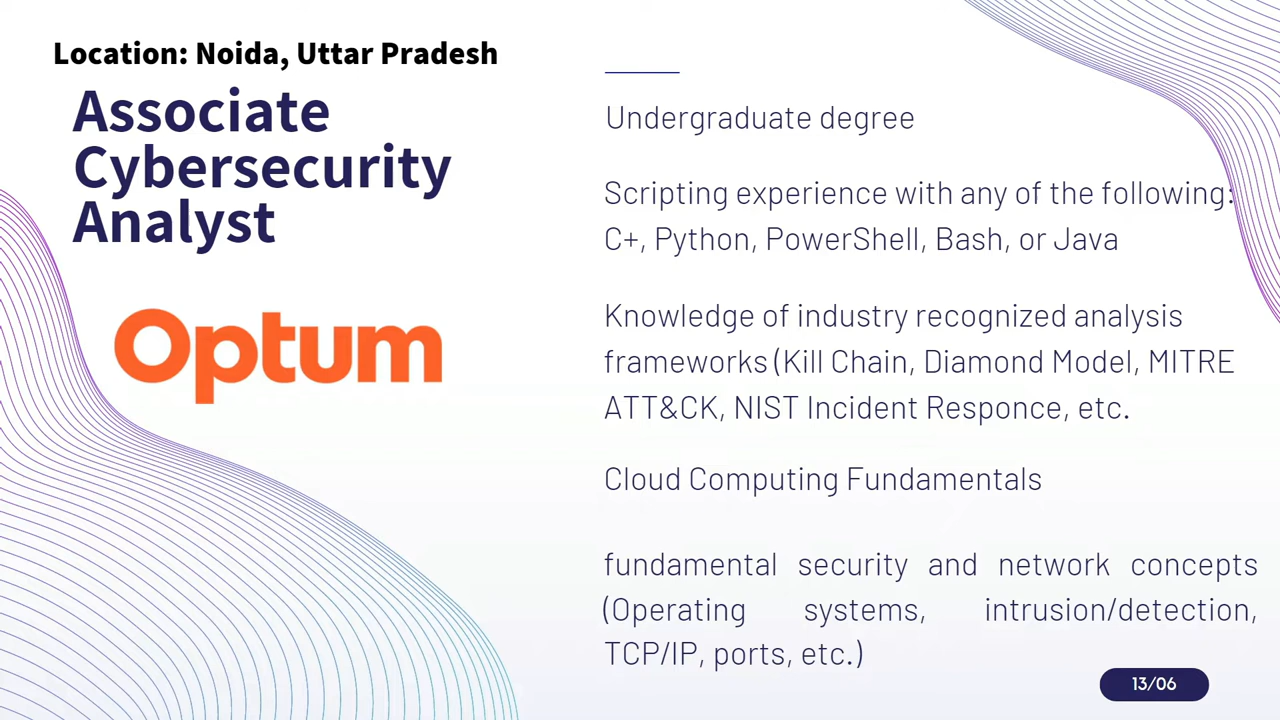 Location: Noida, Uttar Pradesh
Associate
Cybersecurity
Analyst
Optum
Undergraduate degree
Scripting experience with any of the following:
C+, Python, PowerShell, Bash, or Java
Knowledge of industry recognized analysis
frameworks (Kill Chain, Diamond Model, MITRE
ATT&CK, NIST Incident Responce, etc.
Cloud Computing Fundamentals
fundamental security and network concepts
(Operating systems, intrusion/detection,
TCP/IP, ports, etc.)
13/06